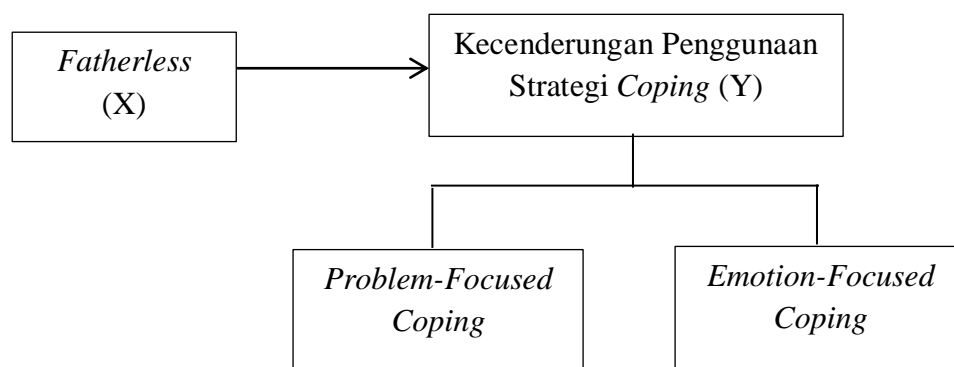 Fatherless
(X)
Kecenderungan Penggunaan
Strategi Coping (Y)
Problem-Focused
Coping
Emotion-Focused
Coping